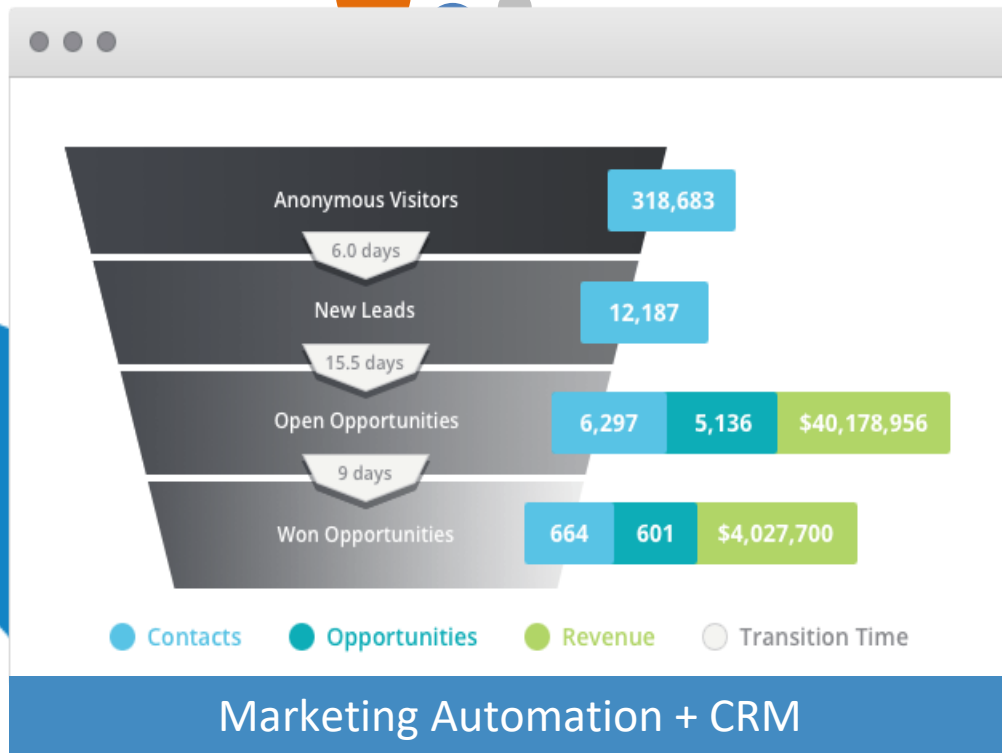 Anonymous Visitors 318,683
6.0 days
New Leads 12,187
15.5 days
Open Opportunities 6,297 5,136 $40,178,956
9 days
Won Opportunities 664 601 $4,027,700
Contacts Opportunities Revenue Transition Time
Marketing Automation + CRM